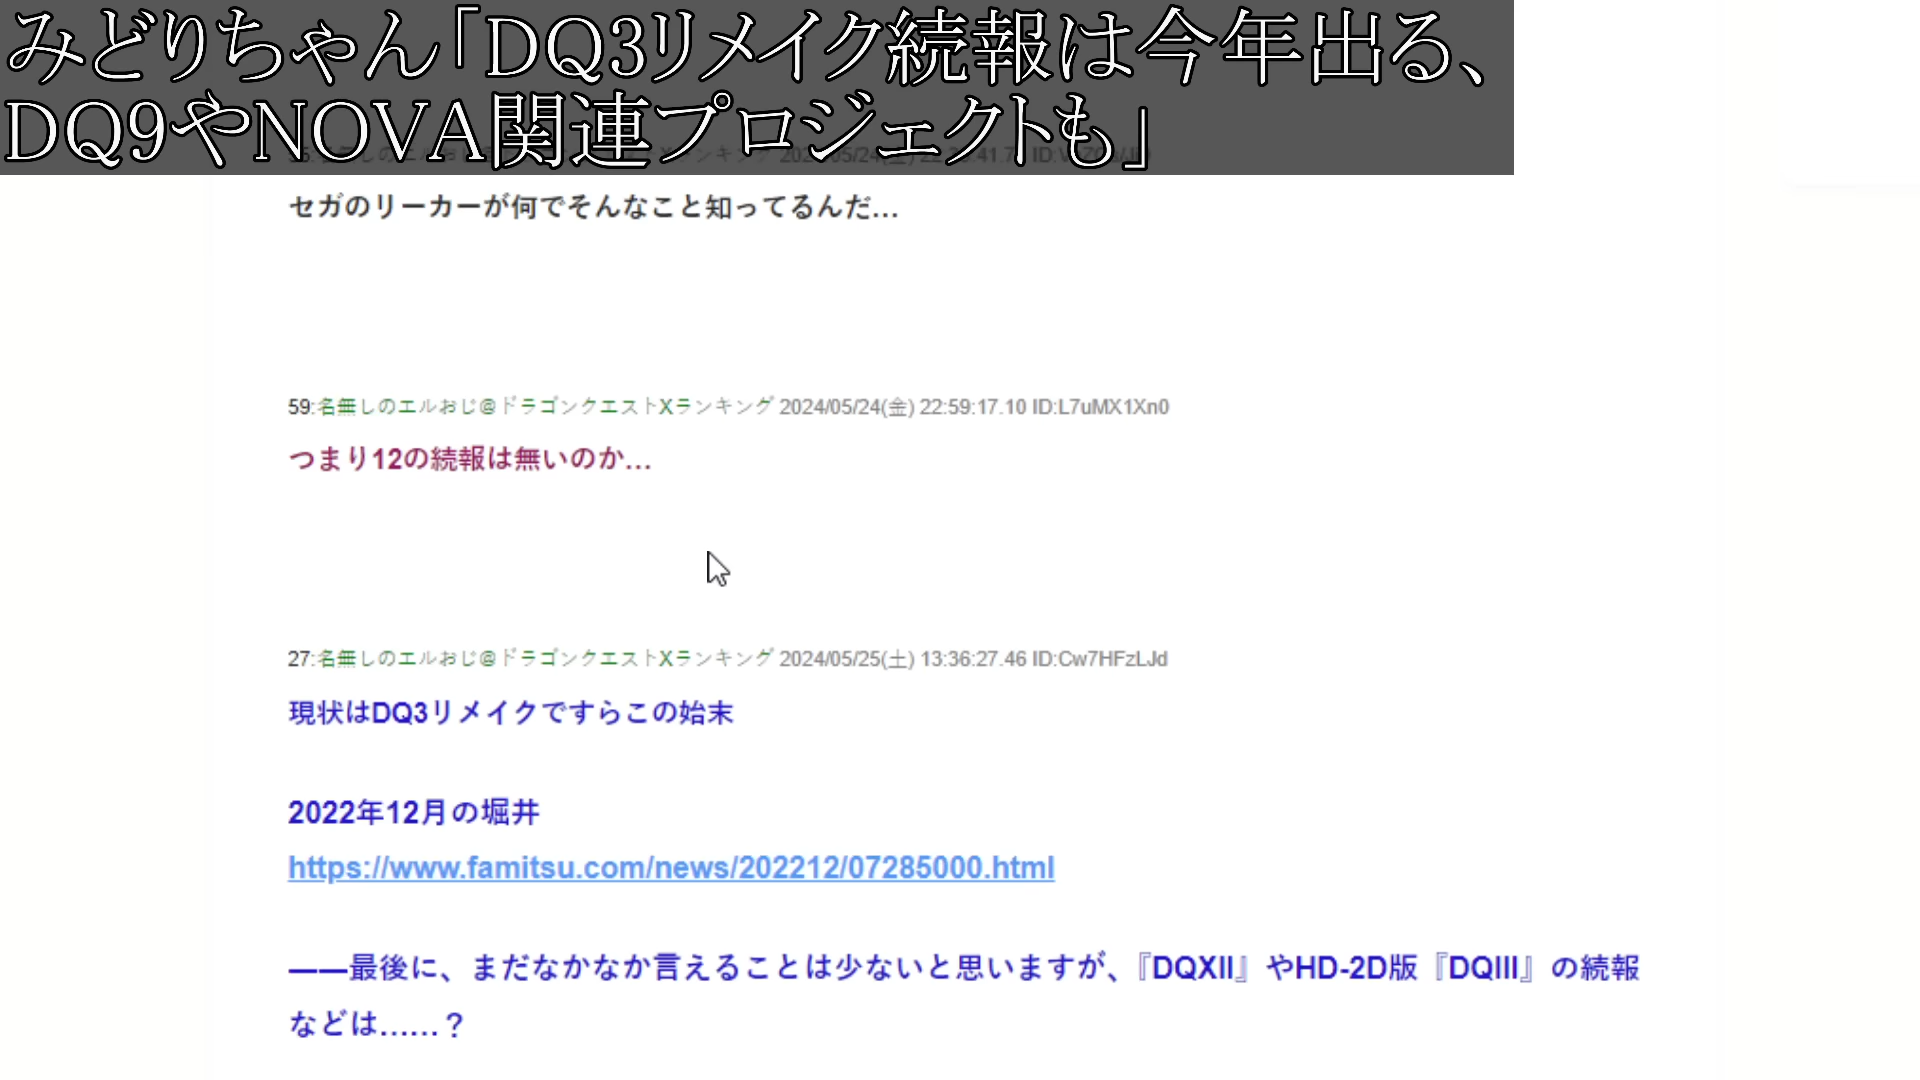 みどりちゃん「DQ3リメイク続報は今年出る、
DQ9やNOVA関連プロジェクトも」
セガのリーカーが何でそんなこと知ってるんだ…
59:名無しのエルおじ@ドラゴンクエストXランキング 2024/05/24(金) 22:59:17.10 ID:L7uMX1Xn0
つまり12の続報は無いのか…
27:名無しのエルおじ@ドラゴンクエストXランキング 2024/05/25(土) 13:36:27.46 ID:Cw7HFzLJd
現状はDQ3リメイクですらこの始末
2022年12月の堀井
https://www.famitsu.com/news/202212/07285000.html
――最後に、まだなかなか言えることは少ないと思いますが、『DQXII』やHD-2D版『DQIII』の続報
などは……？